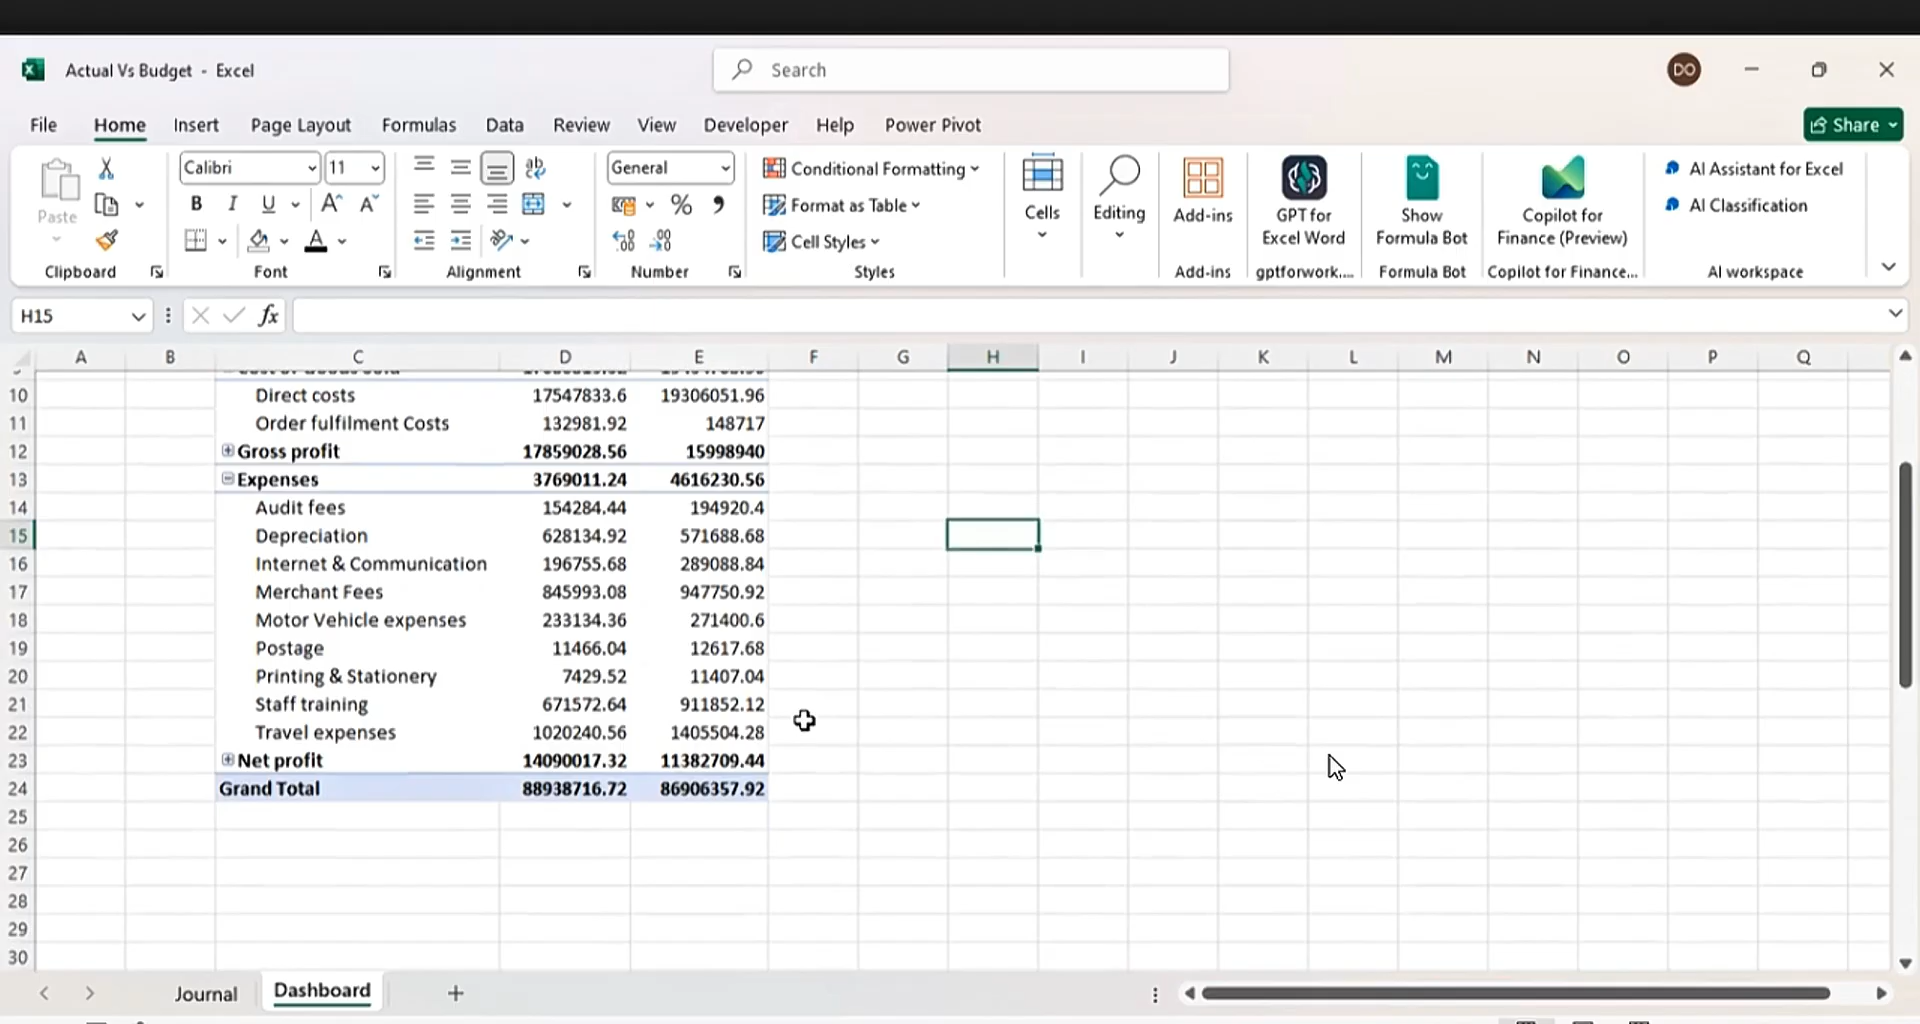 Actual Vs Budget - Excel
Search
DO
File Home Insert Page Layout Formulas Data Review View Developer Help Power Pivot
Share
Paste
Clipboard
Calibri 11
B I U A A
A
Font
ab
Alignment
General
% 9
.00
Number
Conditional Formatting
Format as Table
Cell Styles
Styles
Cells
Editing
Add-ins
Add-ins
GPT for
Excel Word
gptforwork....
Show
Formula Bot
Formula Bot
Copilot for
Finance (Preview)
Copilot for Finance...
AI Assistant for Excel
AI Classification
AI workspace
H15 fx
A B C D E F G H I J K L M N O P Q
10 Direct costs 17547833.6 19306051.96
11 Order fulfilment Costs 132981.92 148717
12 Gross profit 17859028.56 15998940
13 Expenses 3769011.24 4616230.56
14 Audit fees 154284.44 194920.4
15 Depreciation 628134.92 571688.68
16 Internet & Communication 196755.68 289088.84
17 Merchant Fees 845993.08 947750.92
18 Motor Vehicle expenses 233134.36 271400.6
19 Postage 11466.04 12617.68
20 Printing & Stationery 7429.52 11407.04
21 Staff training 671572.64 911852.12
22 Travel expenses 1020240.56 1405504.28
23 Net profit 14090017.32 11382709.44
24 Grand Total 88938716.72 86906357.92
25
26
27
28
29
30
Journal Dashboard